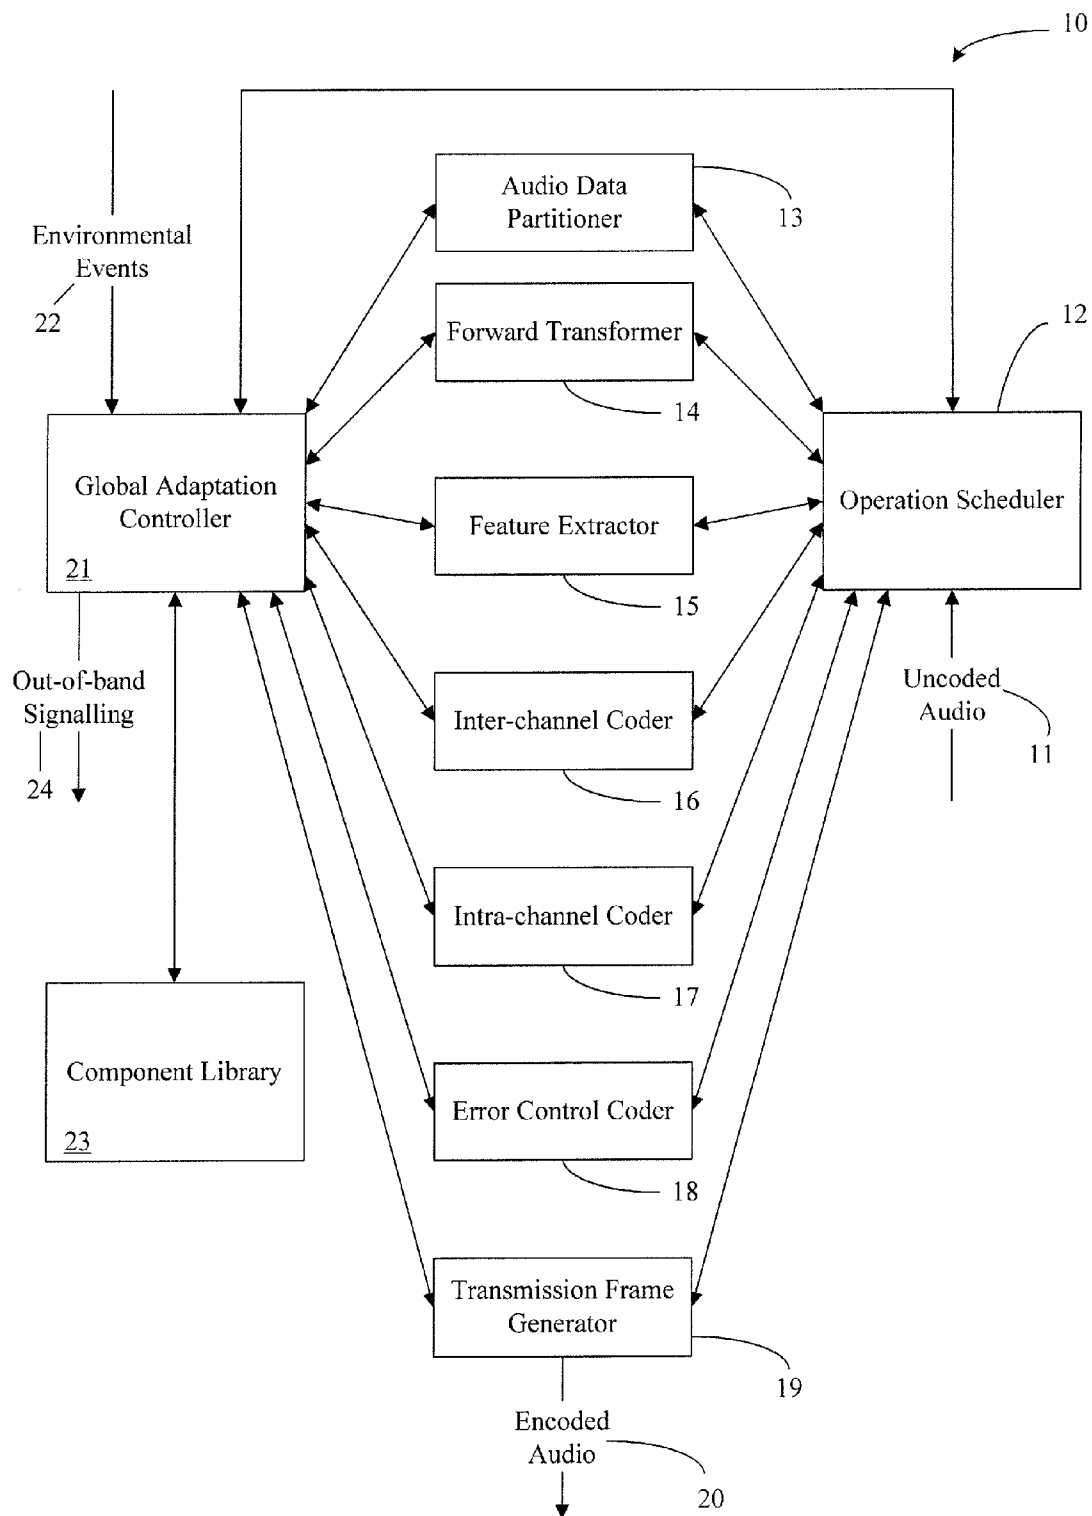 10
Audio Data
Partitioner
13
Environmental
Events
22
Forward Transformer
14
12
Global Adaptation
Controller
21
Feature Extractor
15
Operation Scheduler
Out-of-band
Signalling
24
Inter-channel Coder
16
Uncoded
Audio
11
Intra-channel Coder
17
Component Library
23
Error Control Coder
18
Transmission Frame
Generator
19
Encoded
Audio
20